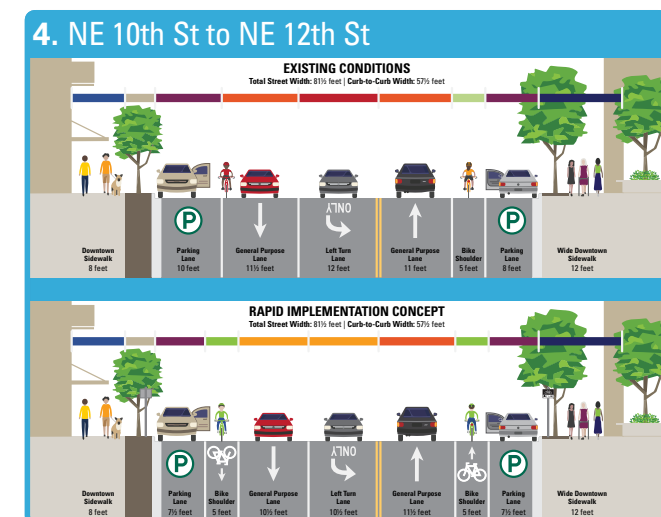 4. NE 10th St to NE 12th St
EXISTING CONDITIONS
Total Street Width: 81½ feet | Curb-to-Curb Width: 57½ feet
P
ONLY
Downtown Sidewalk 8 feet
Parking Lane 10 feet
General Purpose Lane 11½ feet
Left Turn Lane 12 feet
General Purpose Lane 11 feet
Bike Shoulder 5 feet
P
Parking Lane 8 feet
Wide Downtown Sidewalk 12 feet
RAPID IMPLEMENTATION CONCEPT
Total Street Width: 81½ feet | Curb-to-Curb Width: 57½ feet
P
ONLY
P
Downtown Sidewalk 8 feet
Parking Lane 7½ feet
Bike Shoulder 5 feet
General Purpose Lane 10½ feet
Left Turn Lane 10½ feet
General Purpose Lane 11½ feet
Bike Shoulder 5 feet
Parking Lane 7½ feet
Wide Downtown Sidewalk 12 feet